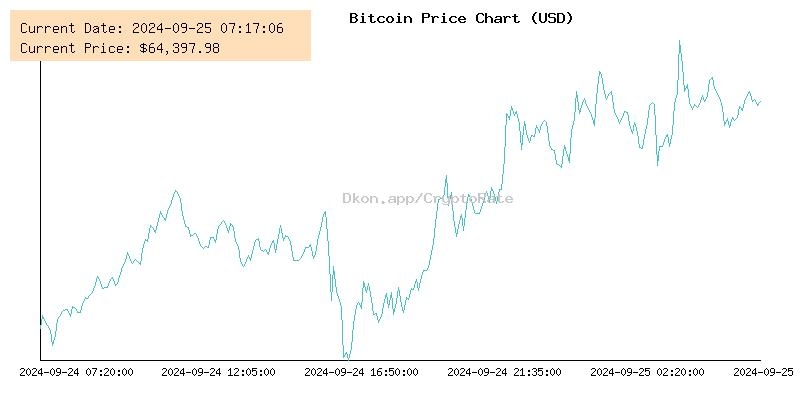 Bitcoin Price Chart (USD)
Current Date: 2024-09-25 07:17:06
Current Price: $64,397.98
Dkon.app/CryptoRate
2024-09-24 07:20:00 2024-09-24 12:05:00 2024-09-24 16:50:00 2024-09-24 21:35:00 2024-09-25 02:20:00 2024-09-25